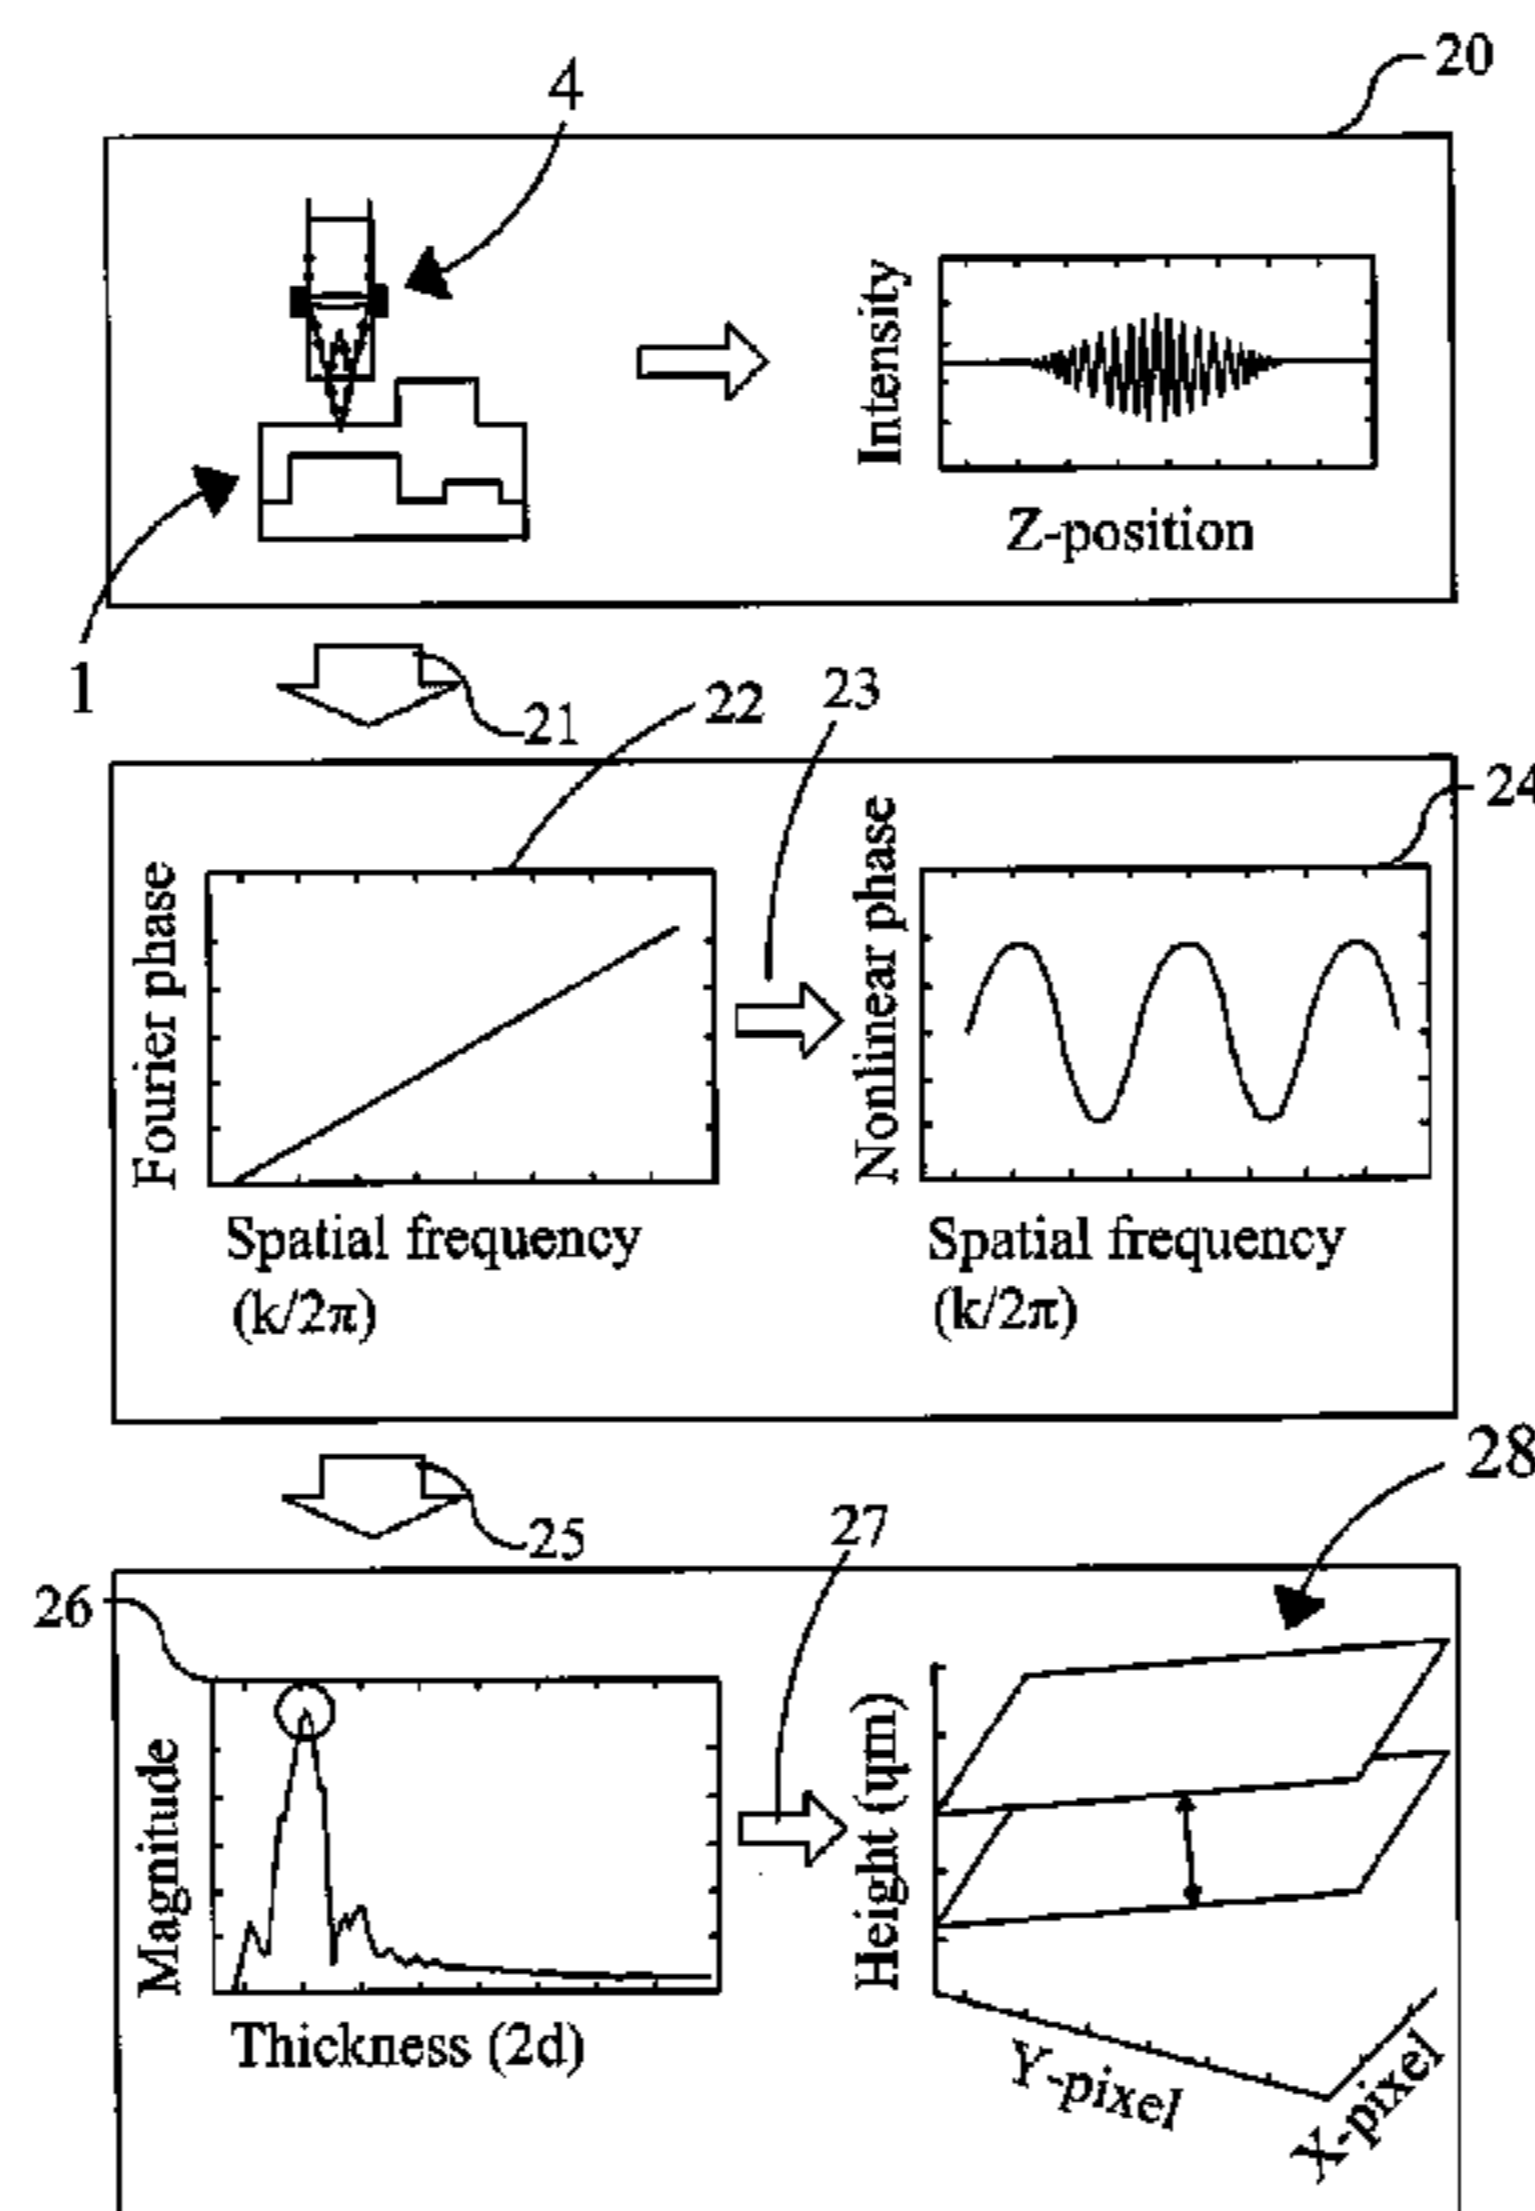 20
4
Intensity
Z-position
1
21
22
23
24
Fourier phase
Nonlinear phase
Spatial frequency
(k/2π)
Spatial frequency
(k/2π)
28
25
27
26
Magnitude
Height (ψm)
Thickness (2d)
Y-pixel
X-pixel